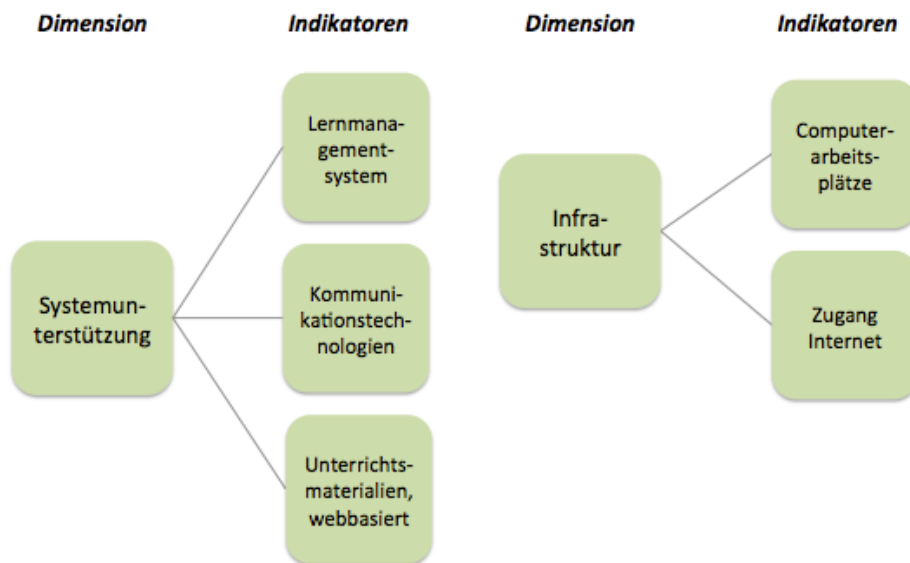 Dimension
Indikatoren
Lernmana-
gement-
system
Systemun-
terstützung
Kommuni-
kationstech-
nologien
Unterrichts-
materialien,
webbasiert
Dimension
Indikatoren
Infra-
struktur
Computer-
arbeits-
plätze
Zugang
Internet